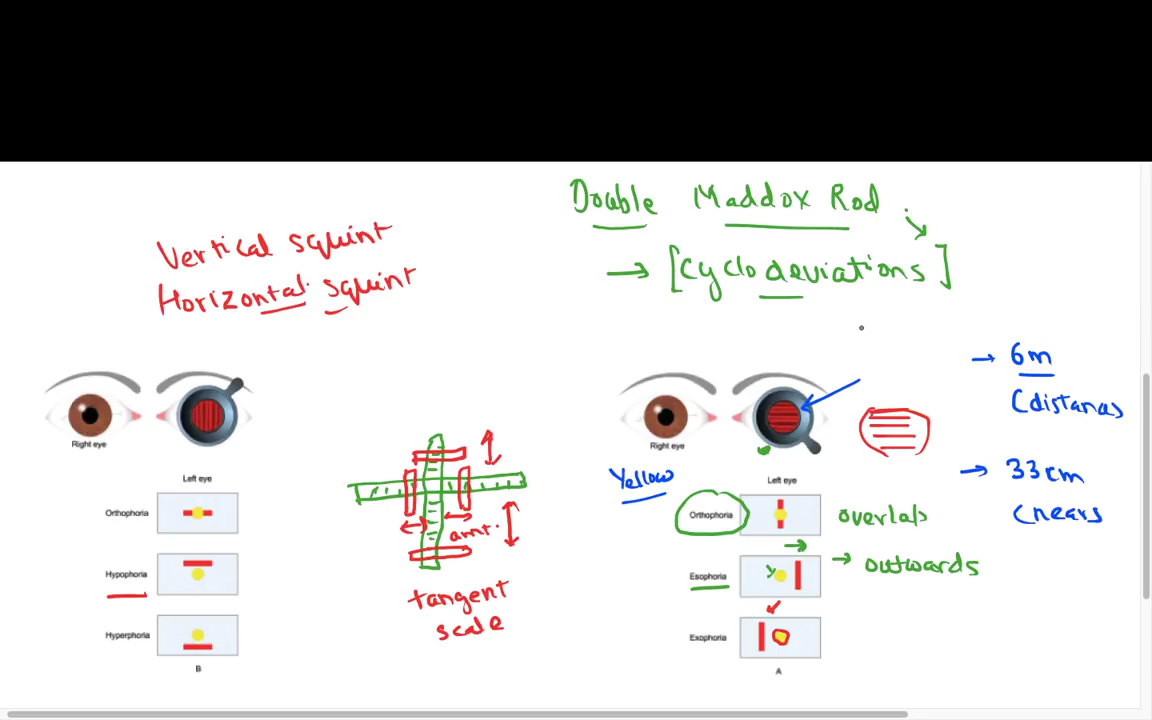 Double Maddox Rod
→ [Cyclodeviations]
Vertical squint
Horizontal squint
→ 6m
(distance)
→ 33cm
(near)
Right eye
Left eye
Orthophoria
Hypophoria
Hyperphoria
B
amt.
tangent
scale
Right eye
Yellow
Left eye
Orthophoria
overlap
Esophoria
→ outwards
Exophoria
A